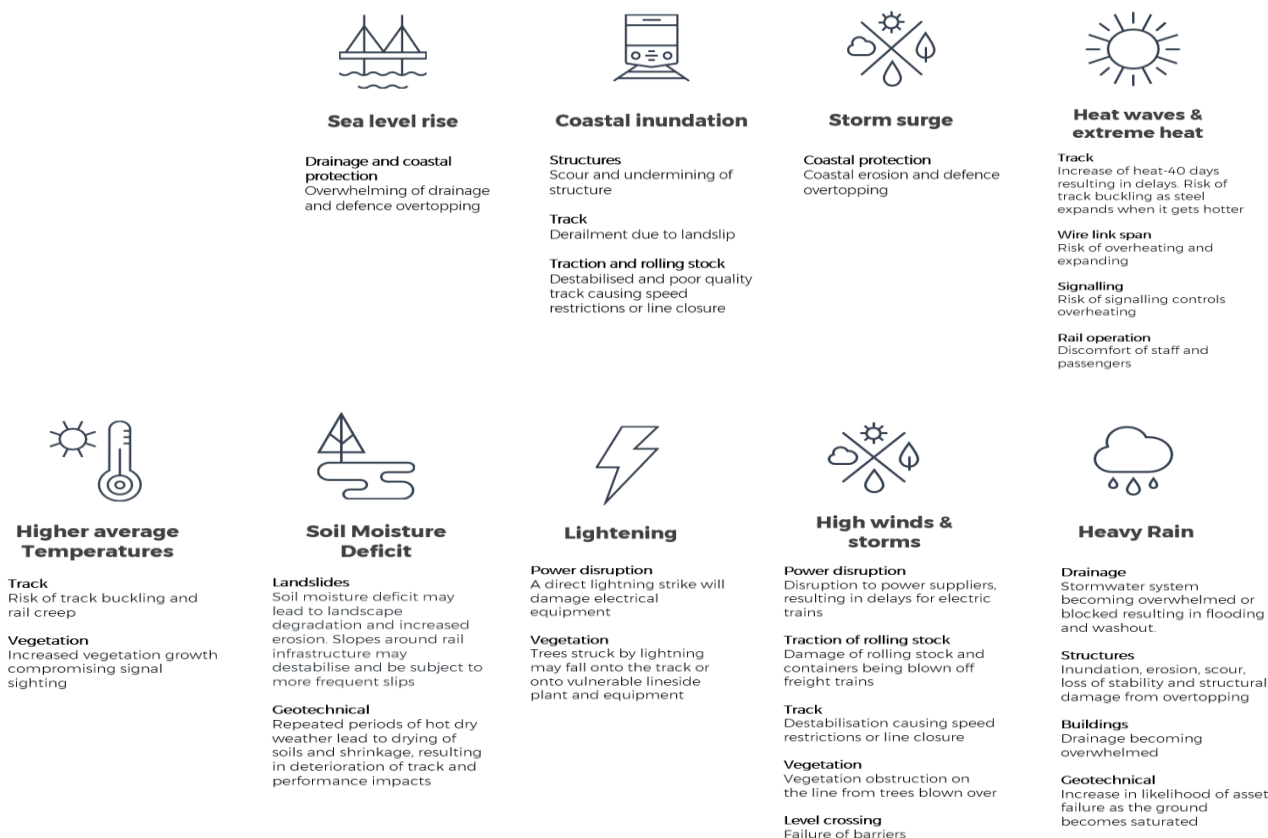 Sea level rise
Drainage and coastal
protection
Overwhelming of drainage
and defence overtopping
Coastal inundation
Structures
Scour and undermining of
structure
Track
Derailment due to landslip
Traction and rolling stock
Destabilised and poor quality
track causing speed
restrictions or line closure
Storm surge
Coastal protection
Coastal erosion and defence
overtopping
Heat waves &
extreme heat
Track
Increase of heat-40 days
resulting in delays. Risk of
track buckling as steel
expands when it gets hotter
Wire link span
Risk of overheating and
expanding
Signalling
Risk of signalling controls
overheating
Rail operation
Discomfort of staff and
passengers
Higher average
Temperatures
Track
Risk of track buckling and
rail creep
Vegetation
Increased vegetation growth
compromising signal
sighting
Soil Moisture
Deficit
Landslides
Soil moisture deficit may
lead to landscape
degradation and increased
erosion. Slopes around rail
infrastructure may
destabilise and be subject to
more frequent slips
Geotechnical
Repeated periods of hot dry
weather lead to drying of
soils and shrinkage, resulting
in deterioration of track and
performance impacts
Lightening
Power disruption
A direct lightning strike will
damage electrical
equipment
Vegetation
Trees struck by lightning
may fall onto the track or
onto vulnerable lineside
plant and equipment
High winds &
storms
Power disruption
Disruption to power suppliers,
resulting in delays for electric
trains
Traction of rolling stock
Damage of rolling stock and
containers being blown off
freight trains
Track
Destabilisation causing speed
restrictions or line closure
Vegetation
Vegetation obstruction on
the line from trees blown over
Level crossing
Failure of barriers
Heavy Rain
Drainage
Stormwater system
becoming overwhelmed or
blocked resulting in flooding
and washout.
Structures
Inundation, erosion, scour,
loss of stability and structural
damage from overtopping
Buildings
Drainage becoming
overwhelmed
Geotechnical
Increase in likelihood of asset
failure as the ground
becomes saturated